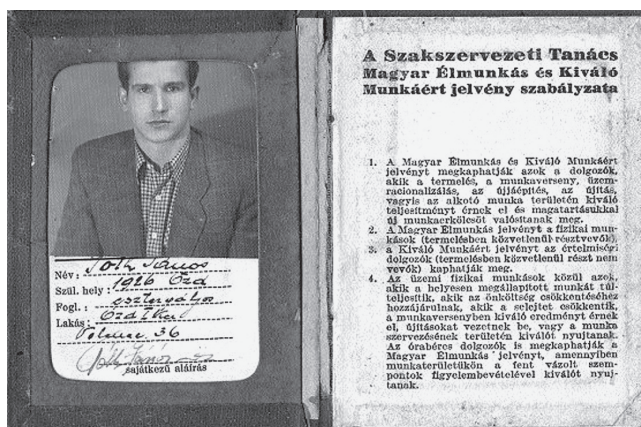 Név: Tóth János
Szül. hely: 1926 Ózd
Fogl.: esztergályos
Lakás: Ózd
36
Tóth János
sajátkezű aláírás
A Szakszervezeti Tanács
Magyar Élmunkás és Kiváló
Munkáért jelvény szabályzata
1. A Magyar Élmunkás és Kiváló Munkáért
jelvényt megkaphatják azok a dolgozók,
akik a termelés, a munkaverseny, üzem-
racionalizálás, az újjáépítés, az újítás,
vagyis az alkotó munka területén kiváló
teljesítményt érnek el és magatartásukkal
új munkaerkölcsöt valósítanak meg.
2. A Magyar Élmunkás jelvényt a fizikai mun-
kások (termelésben közvetlenül résztvevők),
3. a Kiváló Munkáért jelvényt az értelmiségi
dolgozók (termelésben közvetlenül részt nem
vevők) kaphatják meg.
4. Az üzemi fizikai munkások közül azok,
akik a helyesen megállapított munkát túl-
teljesítik, akik az önköltség csökkentéséhez
hozzájárulnak, akik a selejtet csökkentik,
a munkaversenyben kiváló eredményt érnek
el, újításokat vezetnek be, vagy a munka
szervezésének területén kiválót nyujtanak.
Az órabéres dolgozók is megkaphatják a
Magyar Élmunkás jelvényt, amennyiben
munkaterületükön a fent vázolt szem-
pontok figyelembevételével kiválót nyuj-
tanak.